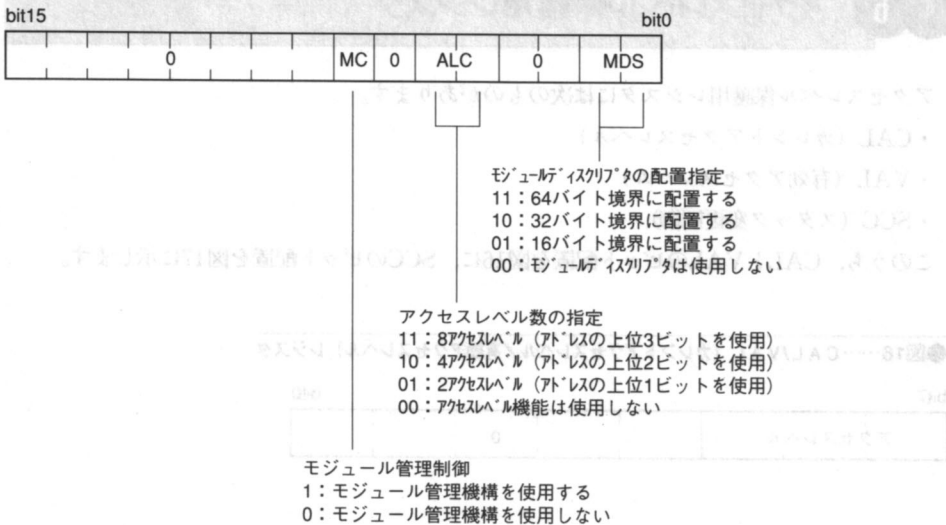 bit15 bit0
0 MC 0 ALC 0 MDS
モジュールディスクリプタの配置指定
11：64バイト境界に配置する
10：32バイト境界に配置する
01：16バイト境界に配置する
00：モジュールディスクリプタは使用しない
アクセスレベル数の指定
11：8アクセスレベル（アドレスの上位3ビットを使用）
10：4アクセスレベル（アドレスの上位2ビットを使用）
01：2アクセスレベル（アドレスの上位1ビットを使用）
00：アクセスレベル機能は使用しない
モジュール管理制御
1：モジュール管理機構を使用する
0：モジュール管理機構を使用しない